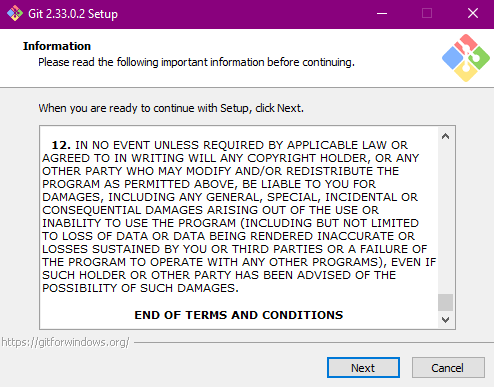 Git 2.33.0.2 Setup
Information
Please read the following important information before continuing.
When you are ready to continue with Setup, click Next.
12. IN NO EVENT UNLESS REQUIRED BY APPLICABLE LAW OR
AGREED TO IN WRITING WILL ANY COPYRIGHT HOLDER, OR ANY
OTHER PARTY WHO MAY MODIFY AND/OR REDISTRIBUTE THE
PROGRAM AS PERMITTED ABOVE, BE LIABLE TO YOU FOR
DAMAGES, INCLUDING ANY GENERAL, SPECIAL, INCIDENTAL OR
CONSEQUENTIAL DAMAGES ARISING OUT OF THE USE OR
INABILITY TO USE THE PROGRAM (INCLUDING BUT NOT LIMITED
TO LOSS OF DATA OR DATA BEING RENDERED INACCURATE OR
LOSSES SUSTAINED BY YOU OR THIRD PARTIES OR A FAILURE OF
THE PROGRAM TO OPERATE WITH ANY OTHER PROGRAMS), EVEN IF
SUCH HOLDER OR OTHER PARTY HAS BEEN ADVISED OF THE
POSSIBILITY OF SUCH DAMAGES.
END OF TERMS AND CONDITIONS
https://gitforwindows.org/
Next
Cancel